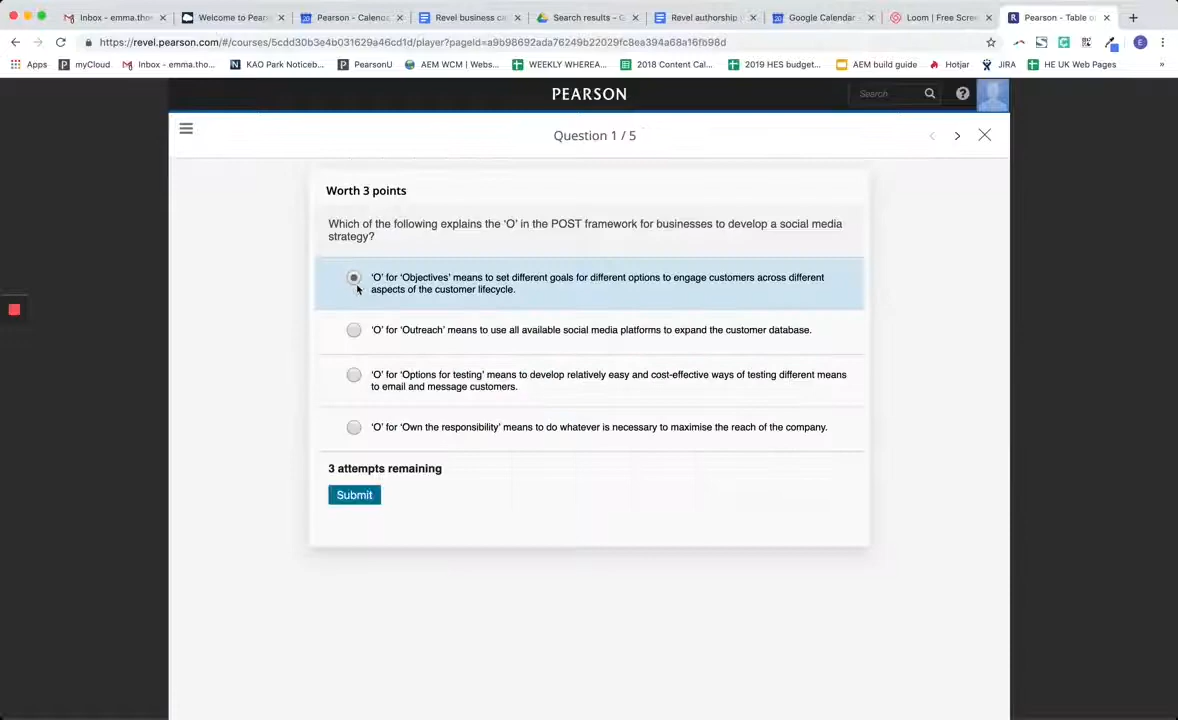 Inbox - emma.tho
Welcome to Pear
Pearson - Calend
Revel business ca
Search results - G
Revel authorship
Google Calendar
Loom | Free Scre
Pearson - Table o
https://revel.pearson.com/#/courses/5cdd30b3e4b031629a46cd1d/player?pageId=a9b98692ada76249b22029fc8ea394a68a16fb98d
Apps
myCloud
Inbox - emma.tho...
KAO Park Noticeb...
PearsonU
AEM WCM | Webs...
WEEKLY WHEREA...
2018 Content Cal...
2019 HES budget...
AEM build guide
Hotjar
JIRA
HE UK Web Pages
»
PEARSON
Search
Question 1 / 5
Worth 3 points
Which of the following explains the 'O' in the POST framework for businesses to develop a social media
strategy?
'O' for 'Objectives' means to set different goals for different options to engage customers across different
aspects of the customer lifecycle.
'O' for 'Outreach' means to use all available social media platforms to expand the customer database.
'O' for 'Options for testing' means to develop relatively easy and cost-effective ways of testing different means
to email and message customers.
'O' for 'Own the responsibility' means to do whatever is necessary to maximise the reach of the company.
3 attempts remaining
Submit